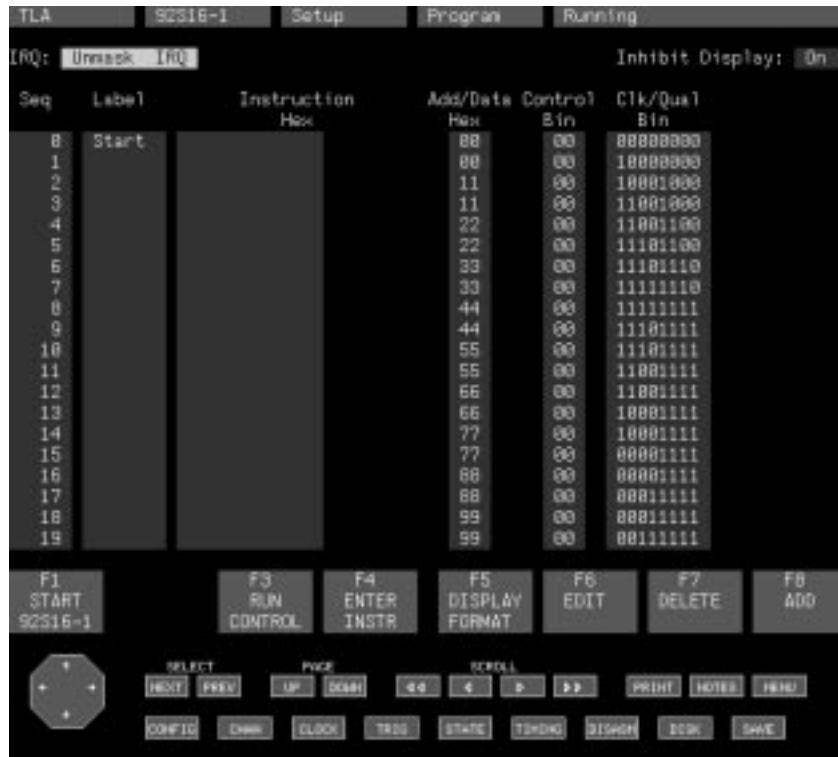 TLA 92S16-1 Setup Program Running
IRQ: Unmask IRQ Inhibit Display: On
Seq Label Instruction Add/Data Control Clk/Qual
Hex Hex Bin Bin
0 Start 00 00 00000000
1 00 00 10000000
2 11 00 10001000
3 11 00 11001000
4 22 00 11001100
5 22 00 11101100
6 33 00 11101110
7 33 00 11111110
8 44 00 11111111
9 44 00 11101111
10 55 00 11101111
11 55 00 11001111
12 66 00 11001111
13 66 00 10001111
14 77 00 10001111
15 77 00 00001111
16 88 00 00001111
17 88 00 00011111
18 99 00 00011111
19 99 00 00111111
F1 F3 F4 F5 F6 F7 F8
START RUN ENTER DISPLAY EDIT DELETE ADD
92S16-1 CONTROL INSTR FORMAT
SELECT PAGE SCROLL
NEXT PREV UP DOWN PRINT NOTES MENU
CONFIG CHAN CLOCK TRIG STATE TIMING DISASM DISK SAVE